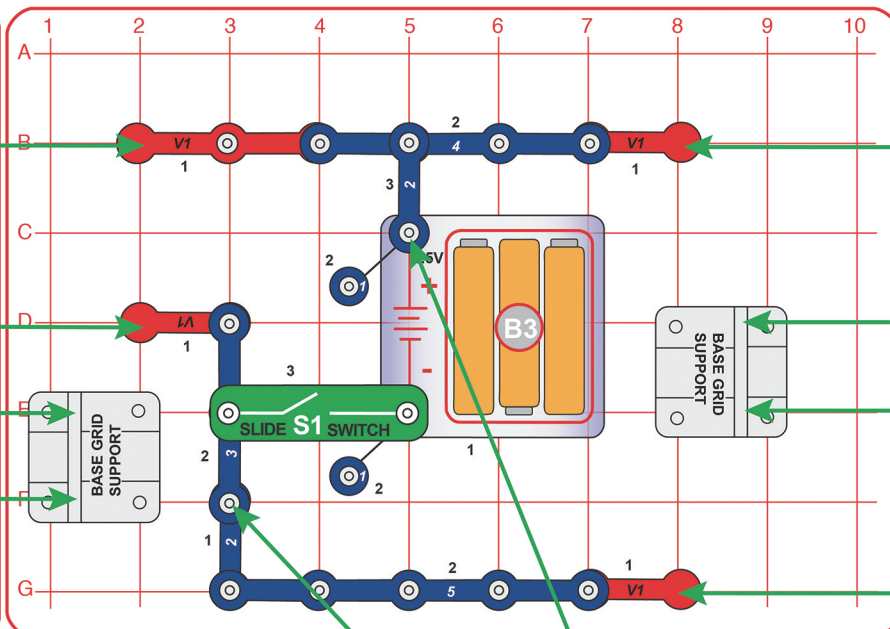 1 2 3 4 5 6 7 8 9 10
A
2
B V1 4 V1
1 1
3 2
C
2 5V
1 +
D V1 B3 BASE GRID SUPPORT
1
3 -
E SLIDE S1 SWITCH
BASE GRID SUPPORT
2 3 1
1 2
F
1 2
2 1
G 5 V1